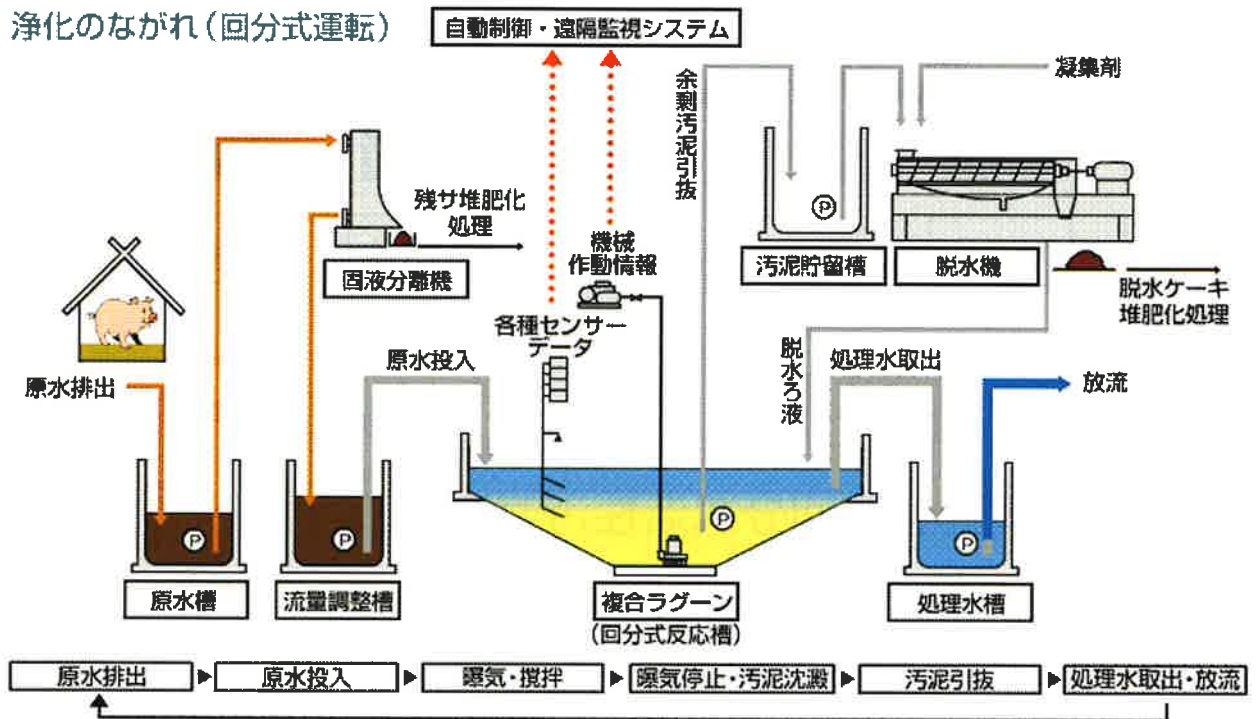 浄化のながれ(回分式運転)
自動制御・遠隔監視システム
余剰汚泥引抜
凝集剤
残サ堆肥化
処理
固液分離機
機械
作動情報
汚泥貯留槽
脱水機
脱水ケーキ
堆肥化処理
各種センサー
データ
原水投入
脱水ろ液
処理水取出
放流
原水排出
P
P
P
P
P
原水槽
流量調整槽
複合ラグーン
(回分式反応槽)
処理水槽
原水排出
原水投入
曝気・撹拌
曝気停止・汚泥沈澱
汚泥引抜
処理水取出・放流